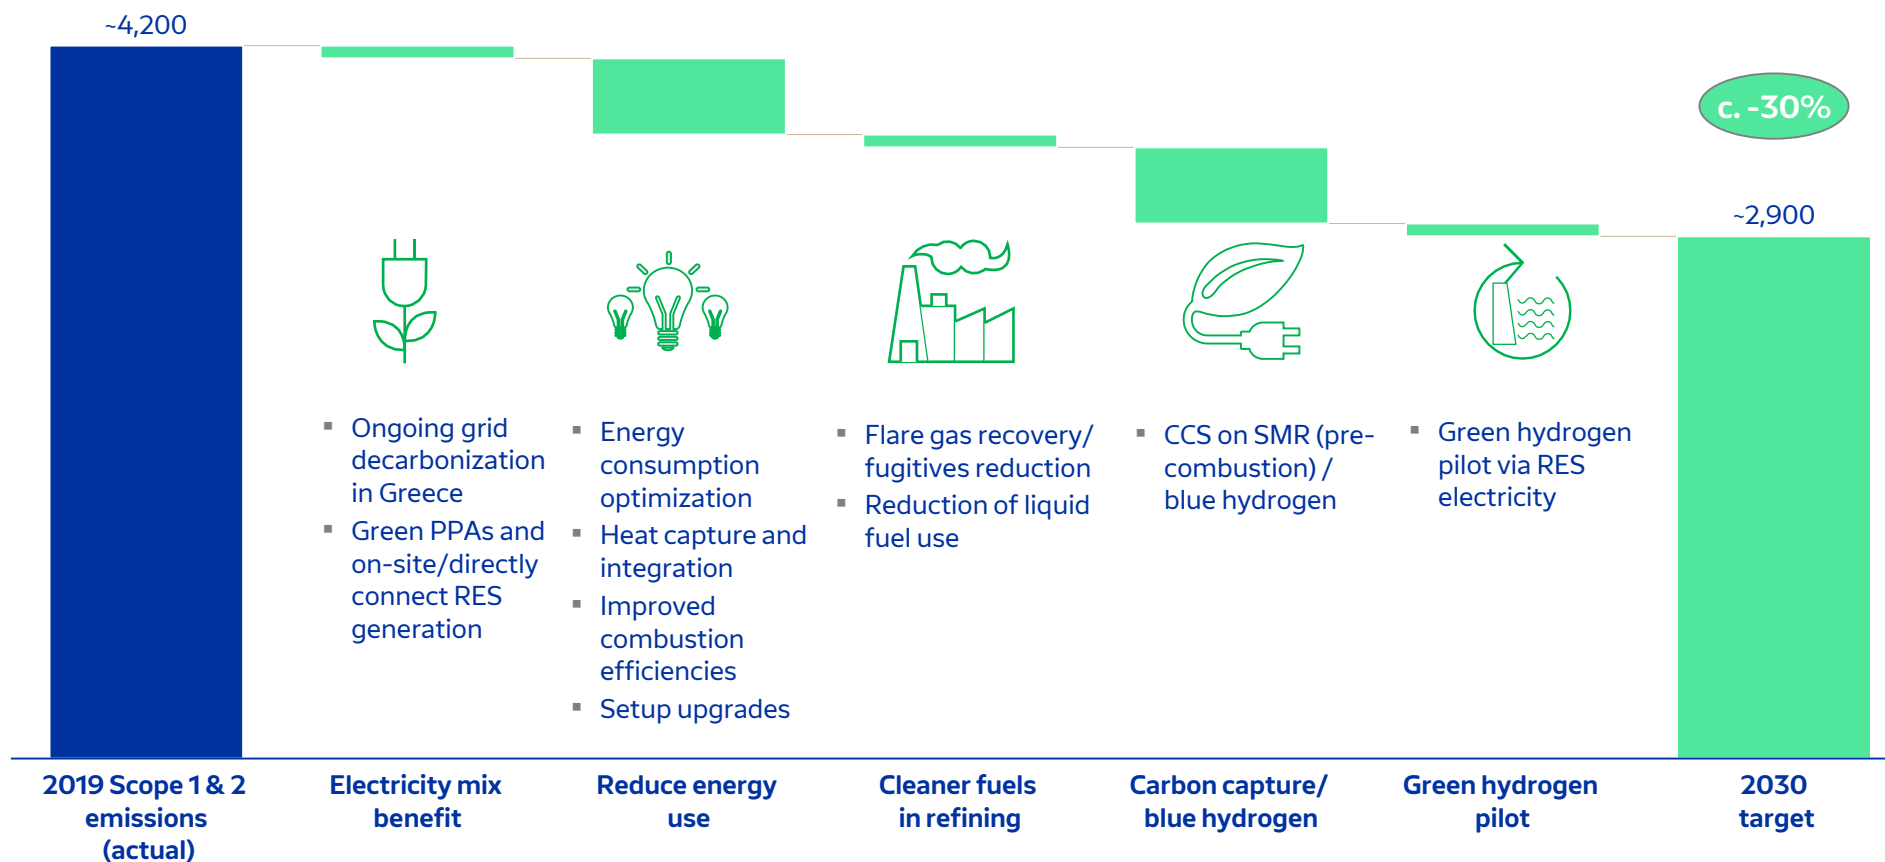 ~4,200
c. -30%
~2,900
▪ Ongoing grid
decarbonization
in Greece
▪ Green PPAs and
on-site/directly
connect RES
generation
▪ Energy
consumption
optimization
▪ Heat capture and
integration
▪ Improved
combustion
efficiencies
▪ Setup upgrades
▪ Flare gas recovery/
fugitives reduction
▪ Reduction of liquid
fuel use
▪ CCS on SMR (pre-
combustion) /
blue hydrogen
▪ Green hydrogen
pilot via RES
electricity
2019 Scope 1 & 2
emissions
(actual)
Electricity mix
benefit
Reduce energy
use
Cleaner fuels
in refining
Carbon capture/
blue hydrogen
Green hydrogen
pilot
2030
target